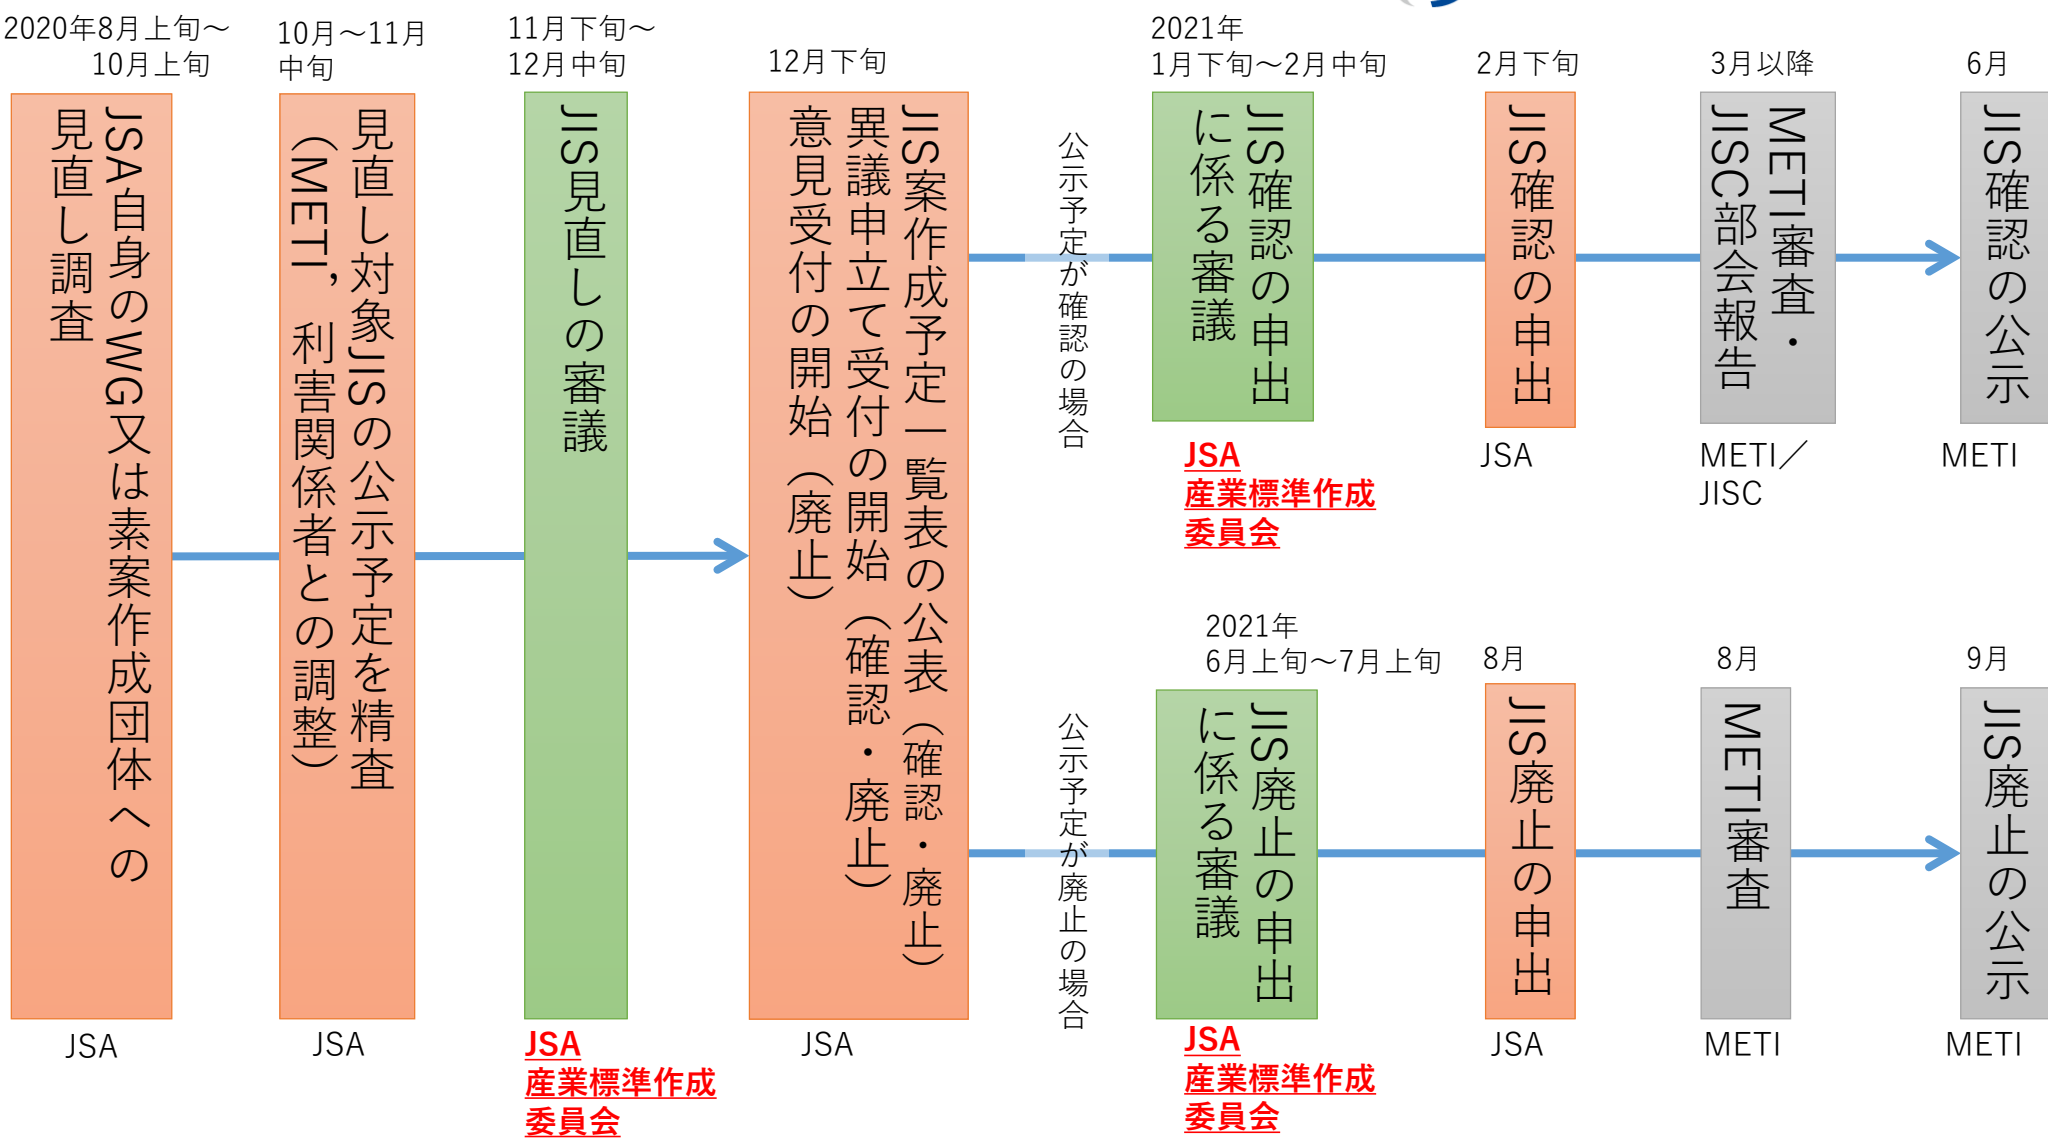 2020年8月上旬～
10月上旬
JSA自身のWG又は素案作成団体への
見直し調査
JSA
10月～11月
中旬
見直し対象JISの公示予定を精査
（METI，利害関係者との調整）
JSA
11月下旬～
12月中旬
JIS見直しの審議
JSA
産業標準作成
委員会
12月下旬
JIS案作成予定一覧表の公表（確認・廃止）
異議申立て受付の開始（確認・廃止）
意見受付の開始（廃止）
JSA
公示予定が確認の場合
2021年
1月下旬～2月中旬
JIS確認の申出
に係る審議
JSA
産業標準作成
委員会
2月下旬
JIS確認の申出
JSA
3月以降
METI審査・
JISC部会報告
METI／
JISC
6月
JIS確認の公示
METI
公示予定が廃止の場合
2021年
6月上旬～7月上旬
JIS廃止の申出
に係る審議
JSA
産業標準作成
委員会
8月
JIS廃止の申出
JSA
8月
METI審査
METI
9月
JIS廃止の公示
METI